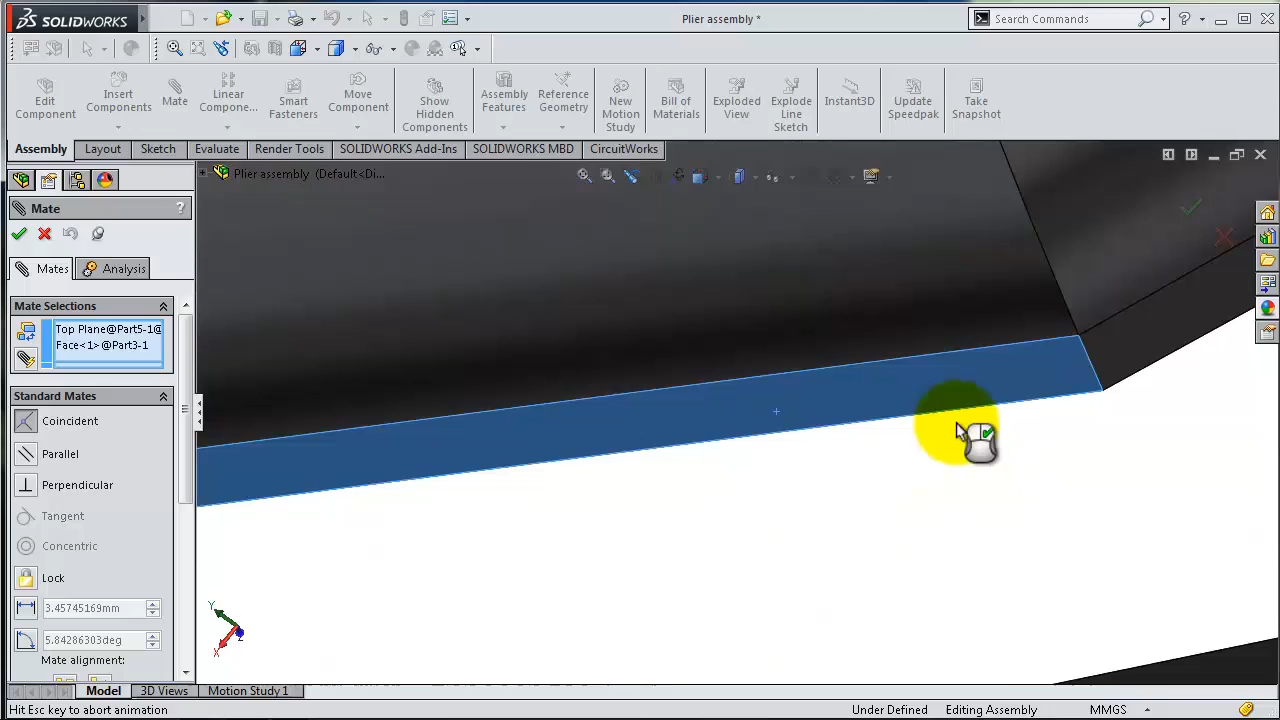 SOLIDWORKS
Plier assembly *
Search Commands
?
Edit Component
Insert Components
Mate
Linear Compone...
Smart Fasteners
Move Component
Show Hidden Components
Assembly Features
Reference Geometry
New Motion Study
Bill of Materials
Exploded View
Explode Line Sketch
Instant3D
Update Speedpak
Take Snapshot
Assembly
Layout
Sketch
Evaluate
Render Tools
SOLIDWORKS Add-Ins
SOLIDWORKS MBD
CircuitWorks
Plier assembly (Default<Di...
Mate
?
Mates
Analysis
Mate Selections
Top Plane@Part5-1@
Face<1>@Part3-1
Standard Mates
Coincident
Parallel
Perpendicular
Tangent
Concentric
Lock
3.45745169mm
5.84286303deg
Mate alignment:
Y
X
Z
Model
3D Views
Motion Study 1
Hit Esc key to abort animation
Under Defined
Editing Assembly
MMGS